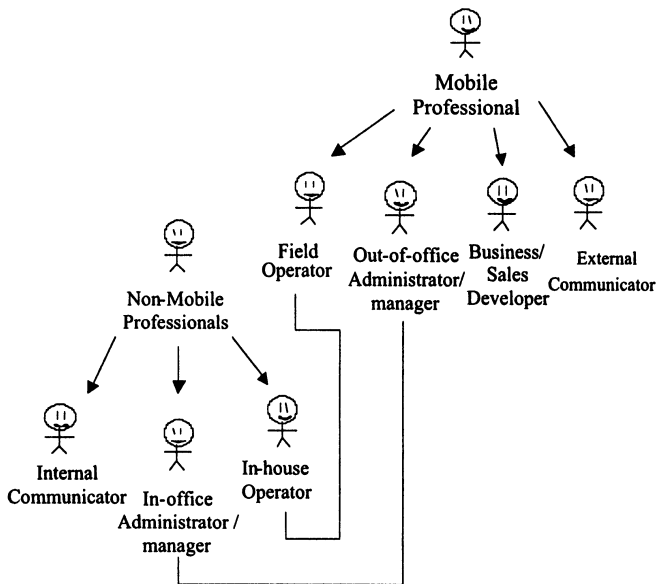 Mobile
Professional
Field
Operator
Out-of-office
Administrator/
manager
Business/
Sales
Developer
External
Communicator
Non-Mobile
Professionals
Internal
Communicator
In-office
Administrator /
manager
In-house
Operator